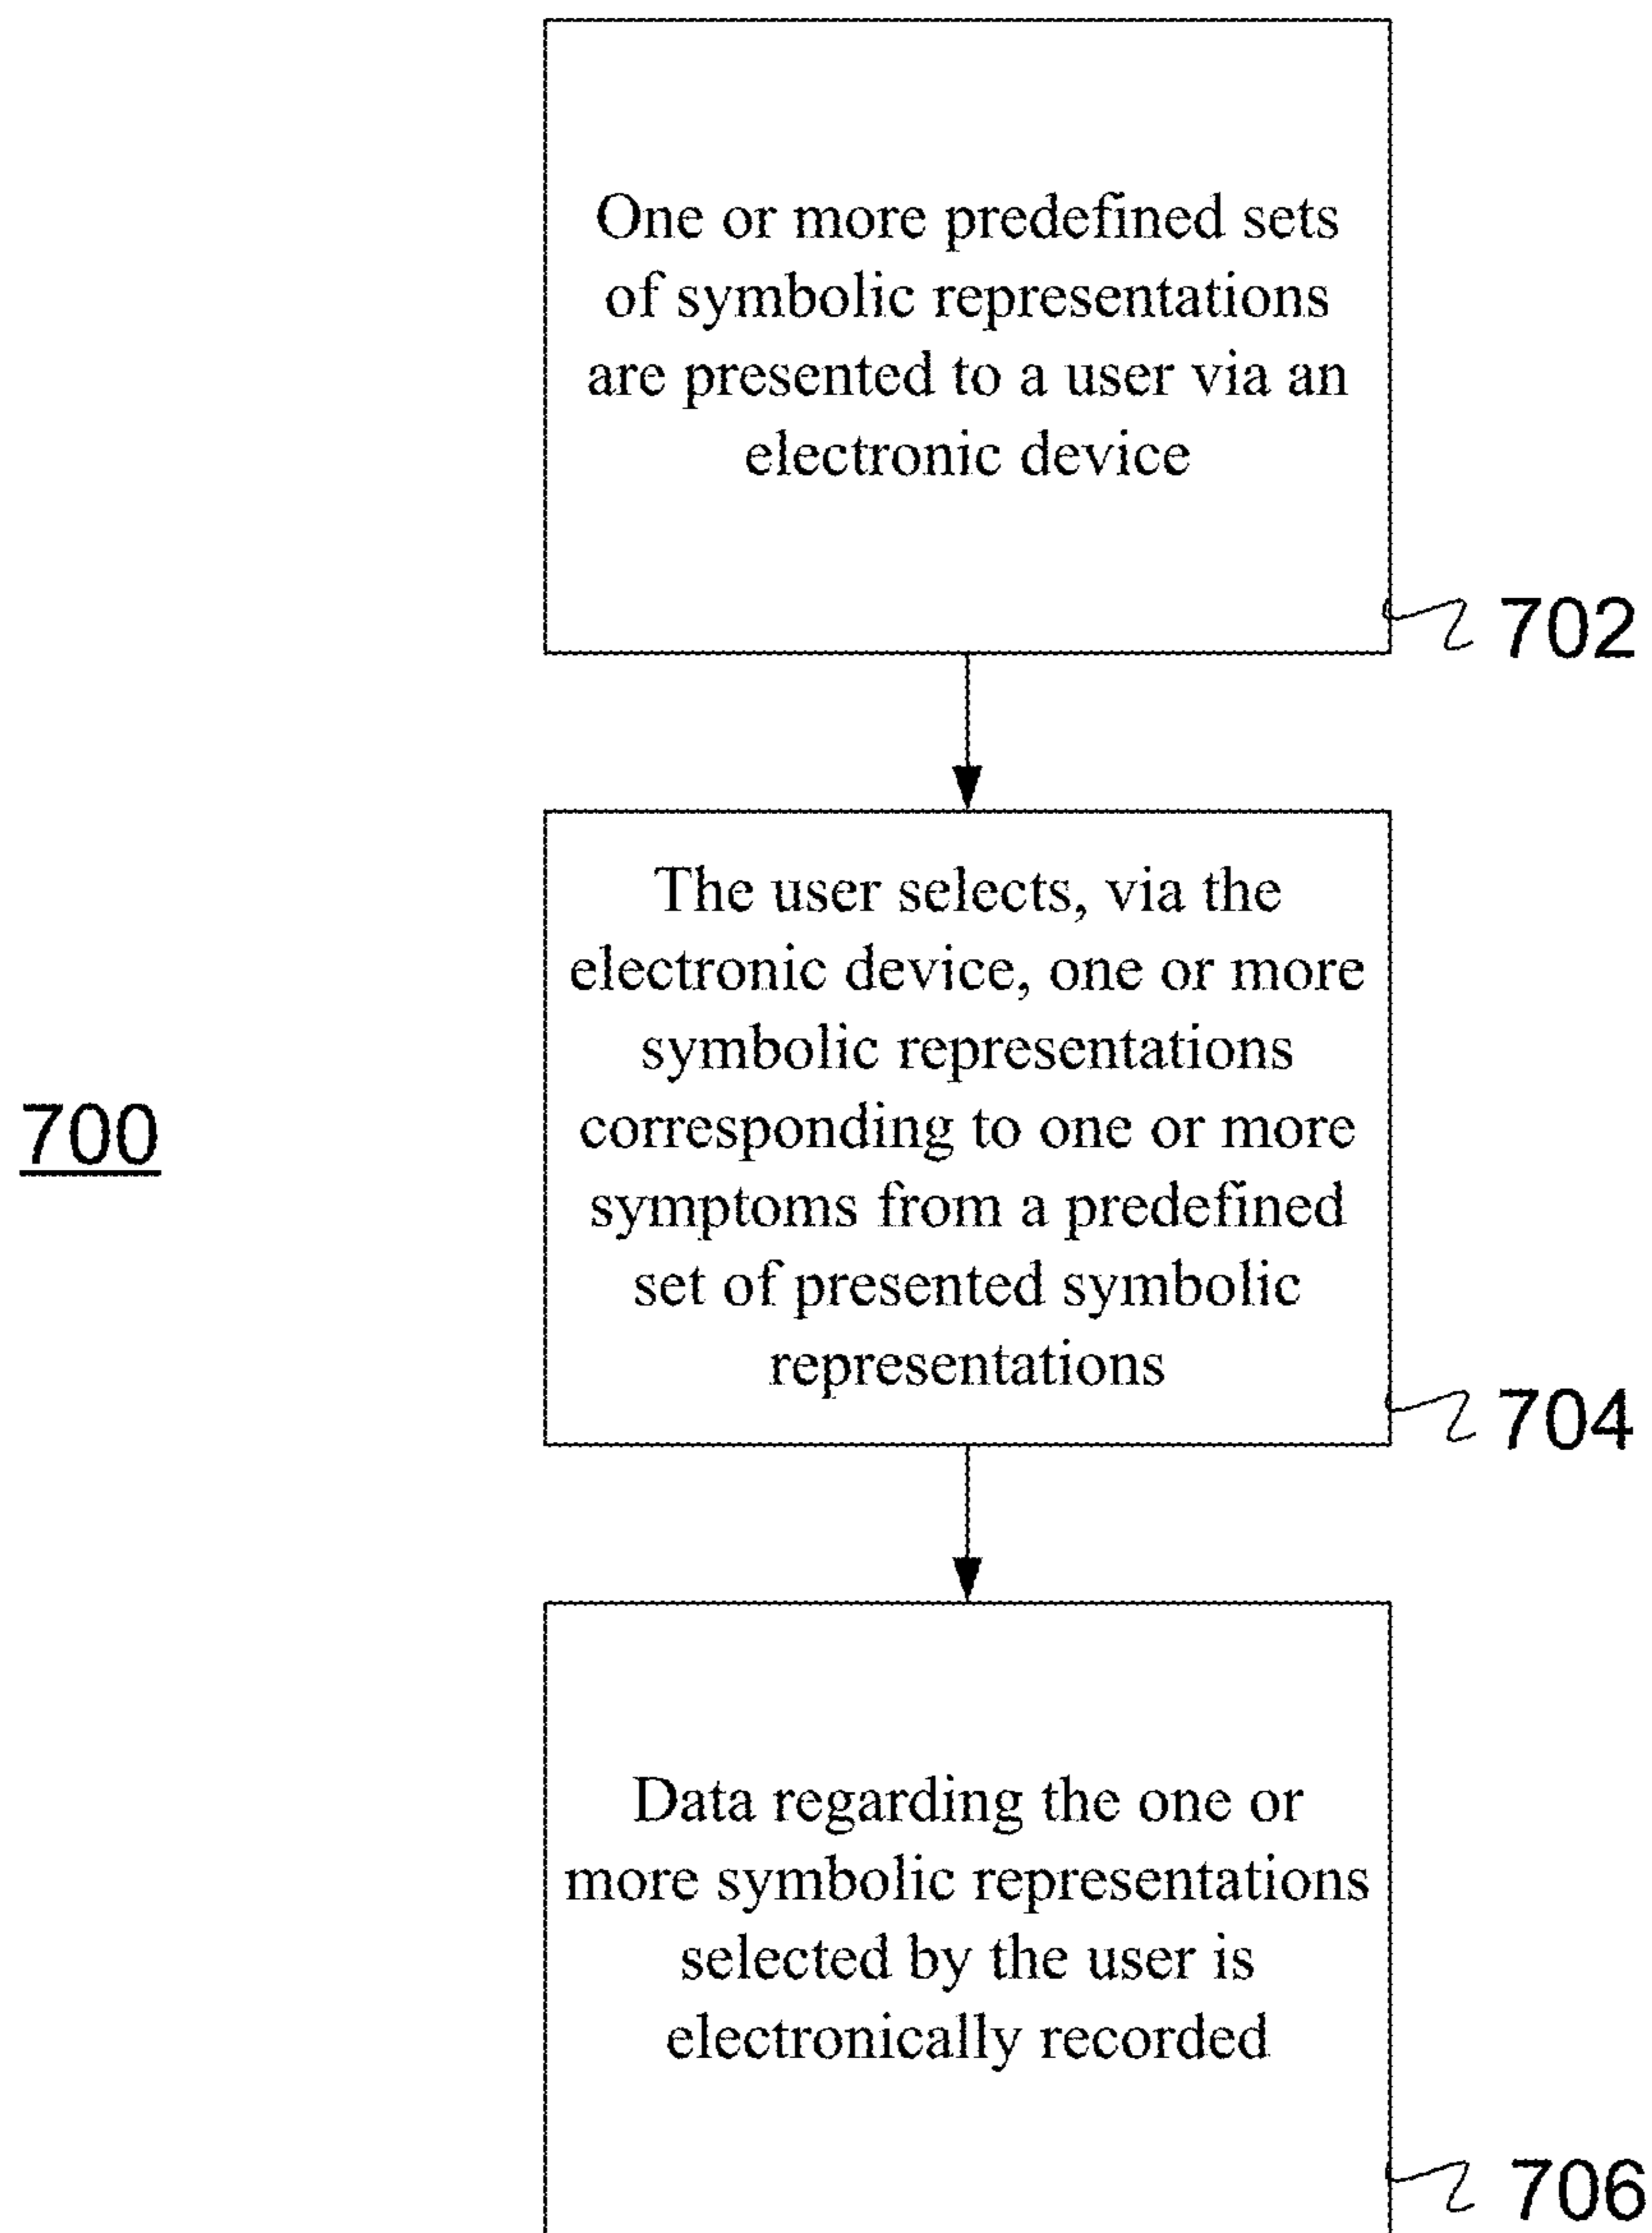 One or more predefined sets
of symbolic representations
are presented to a user via an
electronic device
702
The user selects, via the
electronic device, one or more
symbolic representations
corresponding to one or more
symptoms from a predefined
set of presented symbolic
representations
704
700
Data regarding the one or
more symbolic representations
selected by the user is
electronically recorded
706